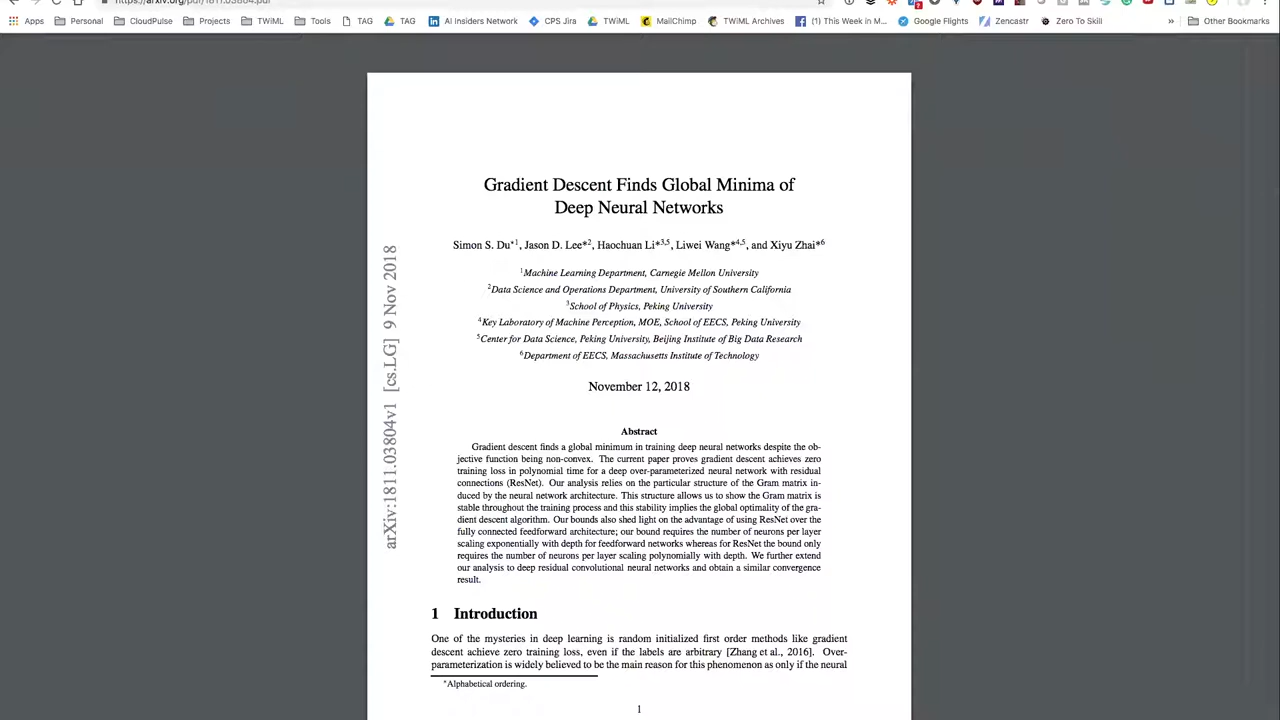 https://arxiv.org/pdf/1811.03804.pdf
Apps Personal CloudPulse Projects TWiML Tools TAG TAG AI Insiders Network CPS Jira TWiML MailChimp TWiML Archives (1) This Week in M... Google Flights Zencastr Zero To Skill » Other Bookmarks
Gradient Descent Finds Global Minima of
Deep Neural Networks
Simon S. Du*1, Jason D. Lee*2, Haochuan Li*3,5, Liwei Wang*4,5, and Xiyu Zhai*6
1Machine Learning Department, Carnegie Mellon University
2Data Science and Operations Department, University of Southern California
3School of Physics, Peking University
4Key Laboratory of Machine Perception, MOE, School of EECS, Peking University
5Center for Data Science, Peking University, Beijing Institute of Big Data Research
6Department of EECS, Massachusetts Institute of Technology
November 12, 2018
arXiv:1811.03804v1 [cs.LG] 9 Nov 2018
Abstract
Gradient descent finds a global minimum in training deep neural networks despite the ob-
jective function being non-convex. The current paper proves gradient descent achieves zero
training loss in polynomial time for a deep over-parameterized neural network with residual
connections (ResNet). Our analysis relies on the particular structure of the Gram matrix in-
duced by the neural network architecture. This structure allows us to show the Gram matrix is
stable throughout the training process and this stability implies the global optimality of the gra-
dient descent algorithm. Our bounds also shed light on the advantage of using ResNet over the
fully connected feedforward architecture; our bound requires the number of neurons per layer
scaling exponentially with depth for feedforward networks whereas for ResNet the bound only
requires the number of neurons per layer scaling polynomially with depth. We further extend
our analysis to deep residual convolutional neural networks and obtain a similar convergence
result.
1 Introduction
One of the mysteries in deep learning is random initialized first order methods like gradient
descent achieve zero training loss, even if the labels are arbitrary [Zhang et al., 2016]. Over-
parameterization is widely believed to be the main reason for this phenomenon as only if the neural
*Alphabetical ordering.
1